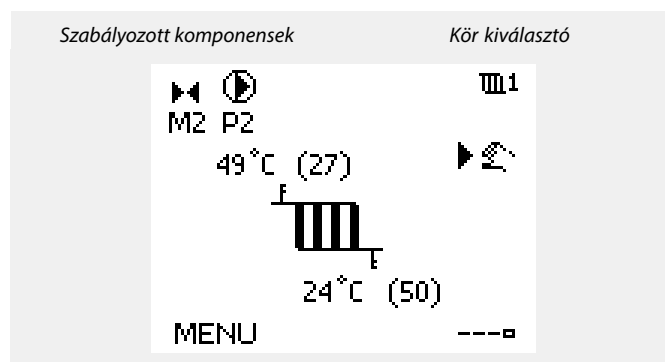 Szabályozott komponensek Kör kiválasztó
1
M2 P2
49°C (27)
24°C (50)
MENU ---